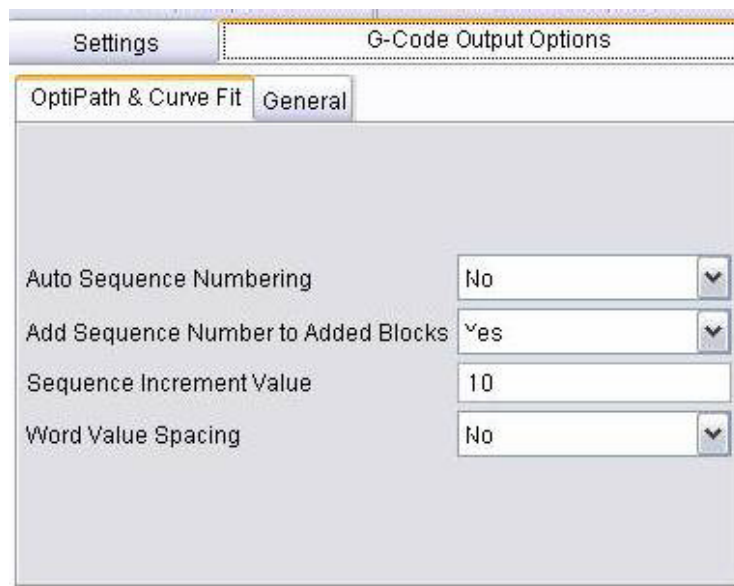 Settings G-Code Output Options
OptiPath & Curve Fit General
Auto Sequence Numbering No
Add Sequence Number to Added Blocks Yes
Sequence Increment Value 10
Word Value Spacing No